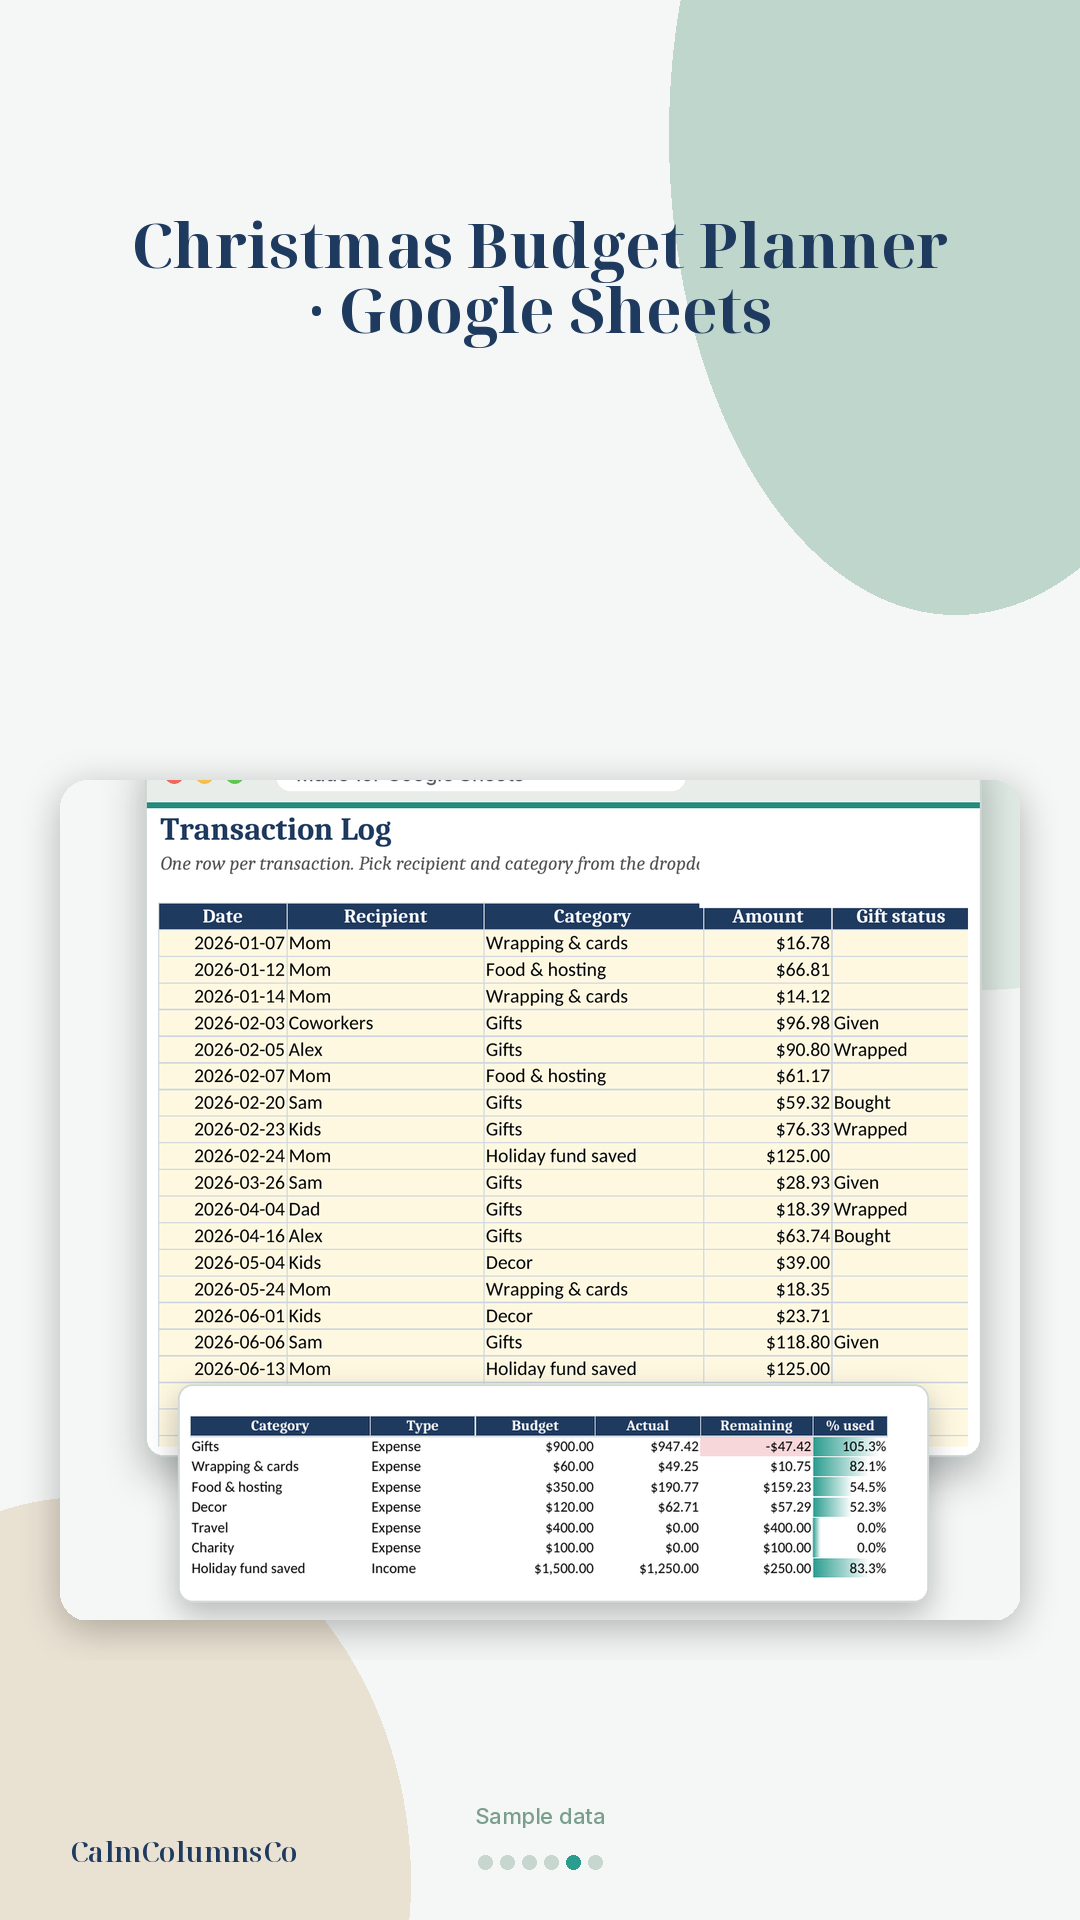 Christmas Budget Planner
· Google Sheets
Transaction Log
One row per transaction. Pick recipient and category from the
Date Recipient Category Amount Gift status
2026-01-07 Mom Wrapping & cards $16.78
2026-01-12 Mom Food & hosting $66.81
2026-01-14 Mom Wrapping & cards $14.12
2026-02-03 Coworkers Gifts $96.98 Given
2026-02-05 Alex Gifts $90.80 Wrapped
2026-02-07 Mom Food & hosting $61.17
2026-02-20 Sam Gifts $59.32 Bought
2026-02-23 Kids Gifts $76.33 Wrapped
2026-02-24 Mom Holiday fund saved $125.00
2026-03-26 Sam Gifts $28.93 Given
2026-04-04 Dad Gifts $18.39 Wrapped
2026-04-16 Alex Gifts $63.74 Bought
2026-05-04 Kids Decor $39.00
2026-05-24 Mom Wrapping & cards $18.35
2026-06-01 Kids Decor $23.71
2026-06-06 Sam Gifts $118.80 Given
2026-06-13 Mom Holiday fund saved $125.00
Category Type Budget Actual Remaining % used
Gifts Expense $900.00 $947.42 -$47.42 105.3%
Wrapping & cards Expense $60.00 $49.25 $10.75 82.1%
Food & hosting Expense $350.00 $190.77 $159.23 54.5%
Decor Expense $120.00 $62.71 $57.29 52.3%
Travel Expense $400.00 $0.00 $400.00 0.0%
Charity Expense $100.00 $0.00 $100.00 0.0%
Holiday fund saved Income $1,500.00 $1,250.00 $250.00 83.3%
Sample data
CalmColumnsCo